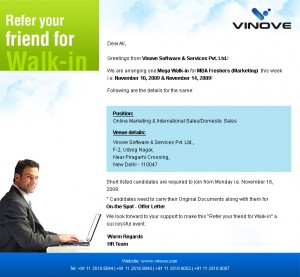 Refer your
friend for
Walk-in
VINOVE
Dear All,
Greetings from Vinove Software & Services Pvt. Ltd.!
We are arranging one Mega Walk-in for MBA Freshers (Marketing) this week
i.e. November 10, 2009 & November 14, 2009!
Following are the details for the same:
Position:
Online Marketing & International Sales/Domestic Sales
Venue details:
Vinove Software & Services Pvt. Ltd.,
F-2, Udyog Nagar,
Near Piragarhi Crossing,
New Delhi - 110047
Short listed candidates are required to join from Monday i.e. November 16,
2009.
* Candidates need to carry their Original Documents along with them for
On-the Spot - Offer Letter.
We look forward to your support to make this "Refer your friend for Walk-in" a
successful event.
Warm Regards
HR Team
Website: www.vinove.com